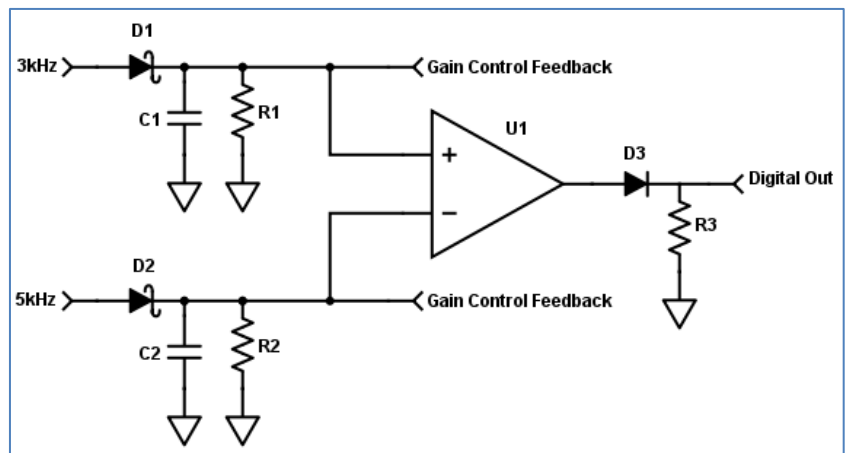 D1
3kHz
Gain Control Feedback
C1
R1
U1
+
D3
Digital Out
−
R3
D2
5kHz
Gain Control Feedback
C2
R2